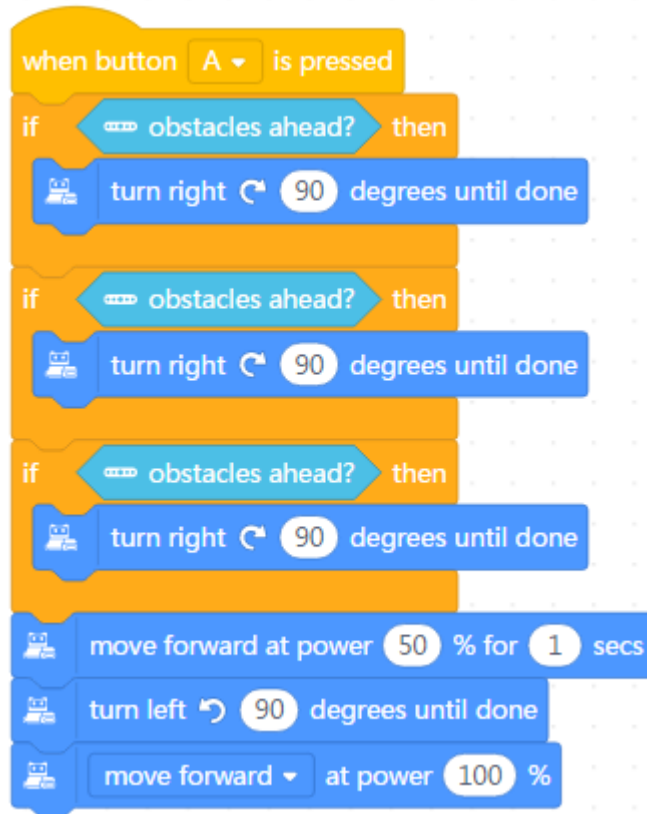 when button A is pressed
if obstacles ahead? then
turn right 90 degrees until done
if obstacles ahead? then
turn right 90 degrees until done
if obstacles ahead? then
turn right 90 degrees until done
move forward at power 50 % for 1 secs
turn left 90 degrees until done
move forward at power 100 %